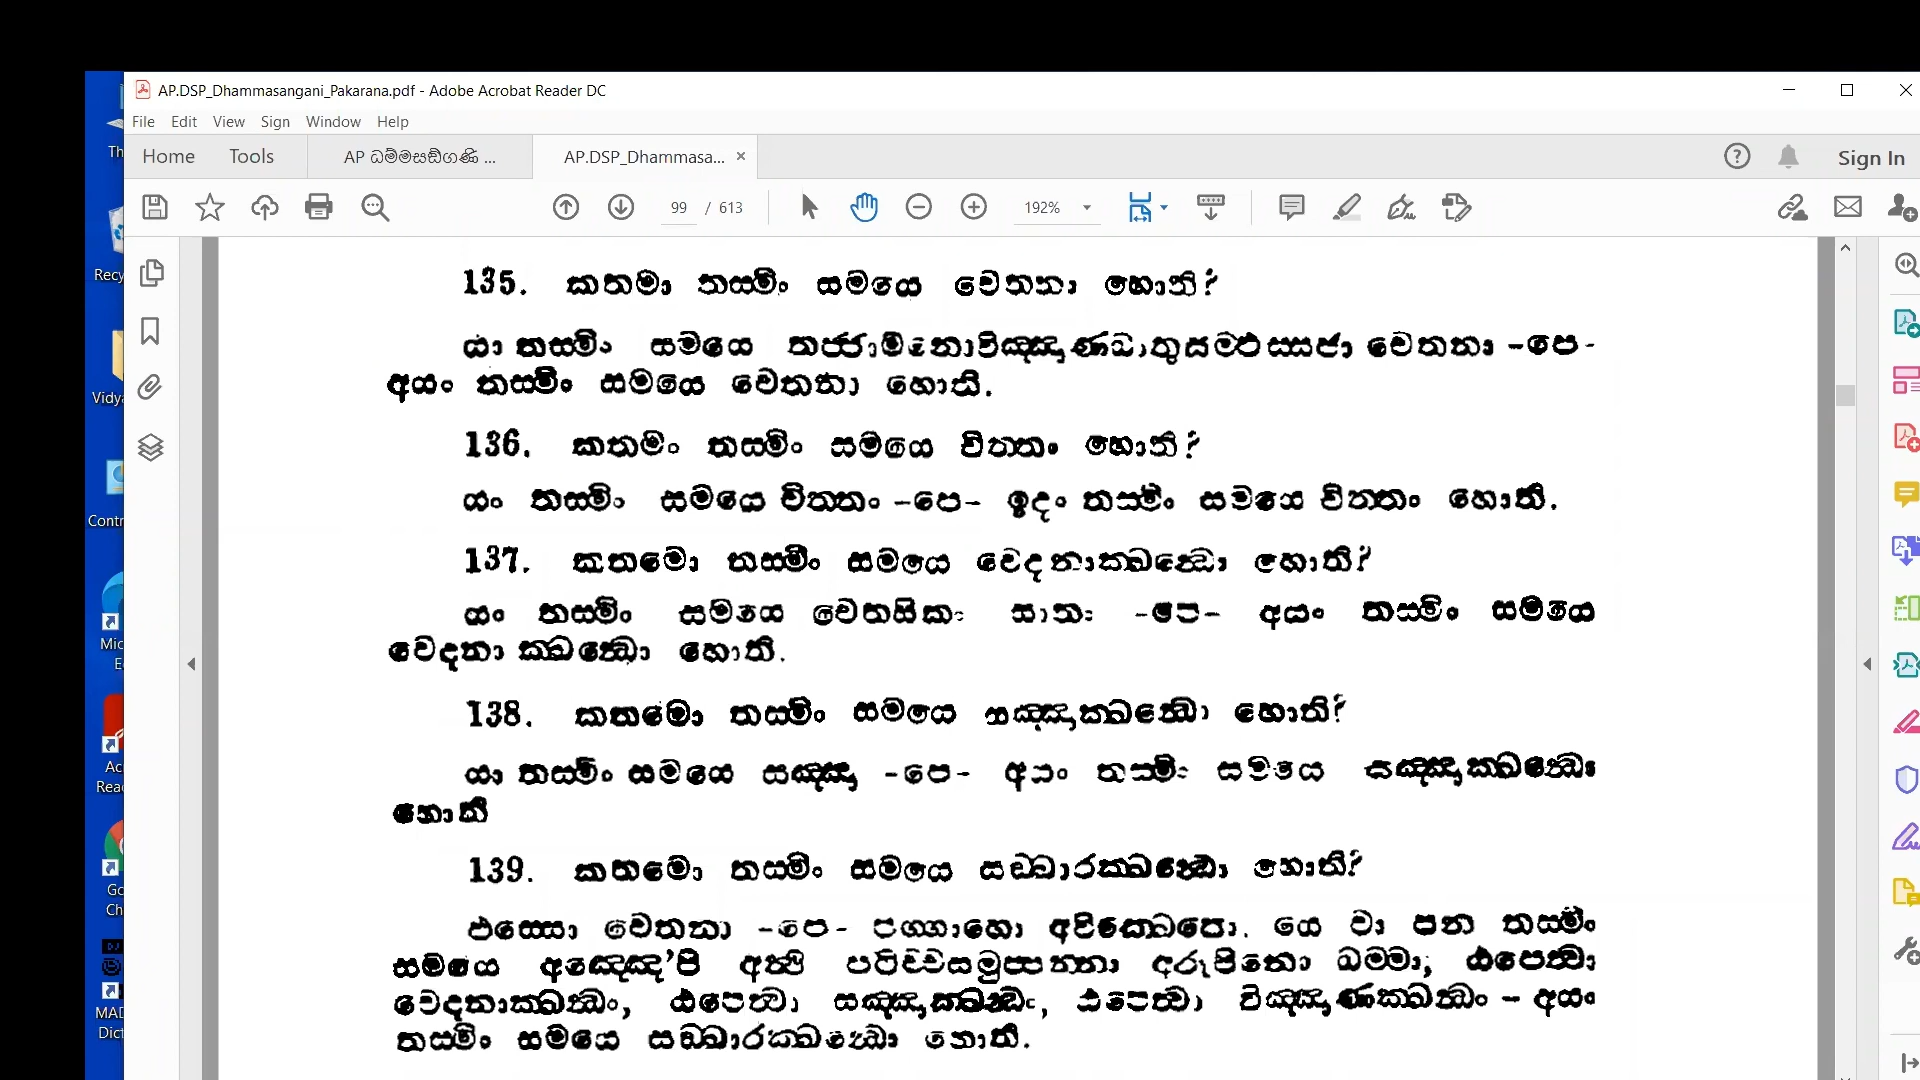 AP.DSP_Dhammasangani_Pakarana.pdf - Adobe Acrobat Reader DC
File Edit View Sign Window Help
Home Tools AP ධම්මසඞ්ගණි ... AP.DSP_Dhammasa... × Sign In
99 / 613 192%
135. කතමා තස්මිං සමයෙ චෙතනා හොති?
යා තස්මිං සමයෙ තජ්ජාමනොවිඤ්ඤාණධාතුසම්ඵස්සජා චෙතනා -පෙ-
අයං තස්මිං සමයෙ චෙතනා හොති.
136. කතමං තස්මිං සමයෙ චිත්තං හොති?
යං තස්මිං සමයෙ චිත්තං -පෙ- ඉදං තස්මිං සමයෙ චිත්තං හොති.
137. කතමො තස්මිං සමයෙ වෙදනාක්ඛන්ධො හොති?
යං තස්මිං සමයෙ චෙතසිකං සාතං -පෙ- අයං තස්මිං සමයෙ
වෙදනාක්ඛන්ධො හොති.
138. කතමො තස්මිං සමයෙ සඤ්ඤාක්ඛන්ධො හොති?
යා තස්මිං සමයෙ සඤ්ඤා -පෙ- අයං තස්මිං සමයෙ සඤ්ඤාක්ඛන්ධො
හොති
139. කතමො තස්මිං සමයෙ සඞ්ඛාරක්ඛන්ධො හොති?
ඵස්සො චෙතනා -පෙ- පග්ගාහො අවික්ඛෙපො. යෙ වා පන තස්මිං
සමයෙ අඤ්ඤෙ'පි අත්ථි පටිච්චසමුප්පන්නා අරූපිනො ධම්මා, ඨපෙත්වා
වෙදනාක්ඛන්ධං, ඨපෙත්වා සඤ්ඤාක්ඛන්ධං, ඨපෙත්වා විඤ්ඤාණක්ඛන්ධං - අයං
තස්මිං සමයෙ සඞ්ඛාරක්ඛන්ධො හොති.